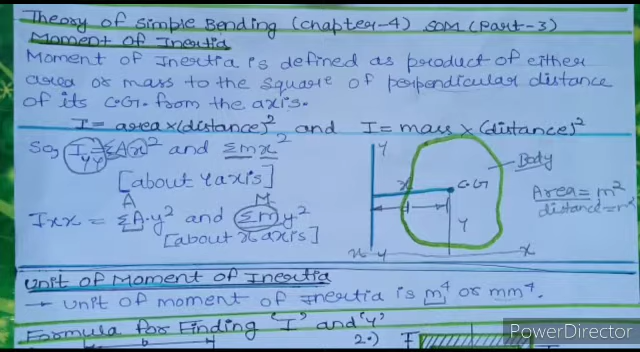 Theory of Simple Bending (Chapter-4) SOM (Part-3)
Moment of Inertia
Moment of Inertia is defined as product of either
area or mass to the square of perpendicular distance
of its C.G. from the axis.
I = area×(distance)² and I = mass×(distance)²
So, Iyy = ΣAx² and Σmx²
[about Y axis]
A M
Ixx = ΣA.y² and Σm y²
[about x axis]
Y
Body
x C.G
Area = m²
Y
x Y x
Unit of Moment of Inertia
→ Unit of moment of Inertia is m⁴ or mm⁴.
Formula for Finding 'I' and 'Y'
b
2.)
PowerDirector